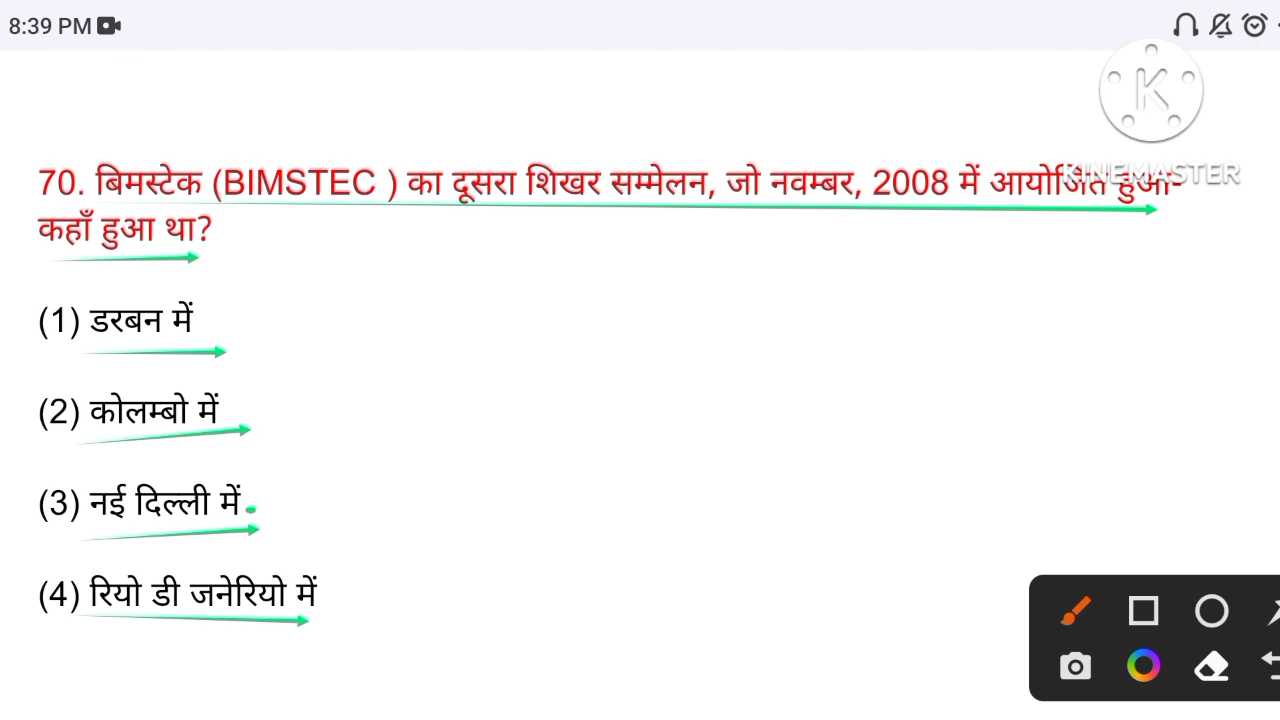 8:39 PM
K
KINEMASTER
70. बिमस्टेक (BIMSTEC ) का दूसरा शिखर सम्मेलन, जो नवम्बर, 2008 में आयोजित हुआ-
कहाँ हुआ था?
(1) डरबन में
(2) कोलम्बो में
(3) नई दिल्ली में
(4) रियो डी जनेरियो में